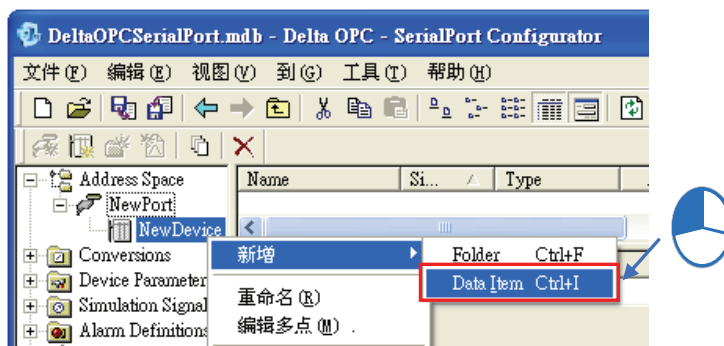 DeltaOPCSerialPort.mdb - Delta OPC - SerialPort Configurator
文件(F) 编辑(E) 视图(V) 到(G) 工具(T) 帮助(H)
Name Si... Type
Address Space
NewPort
NewDevice
Conversions
Device Parameter
Simulation Signal
Alarm Definitions
新增
重命名(R)
编辑多点(M) .
Folder Ctrl+F
Data Item Ctrl+I